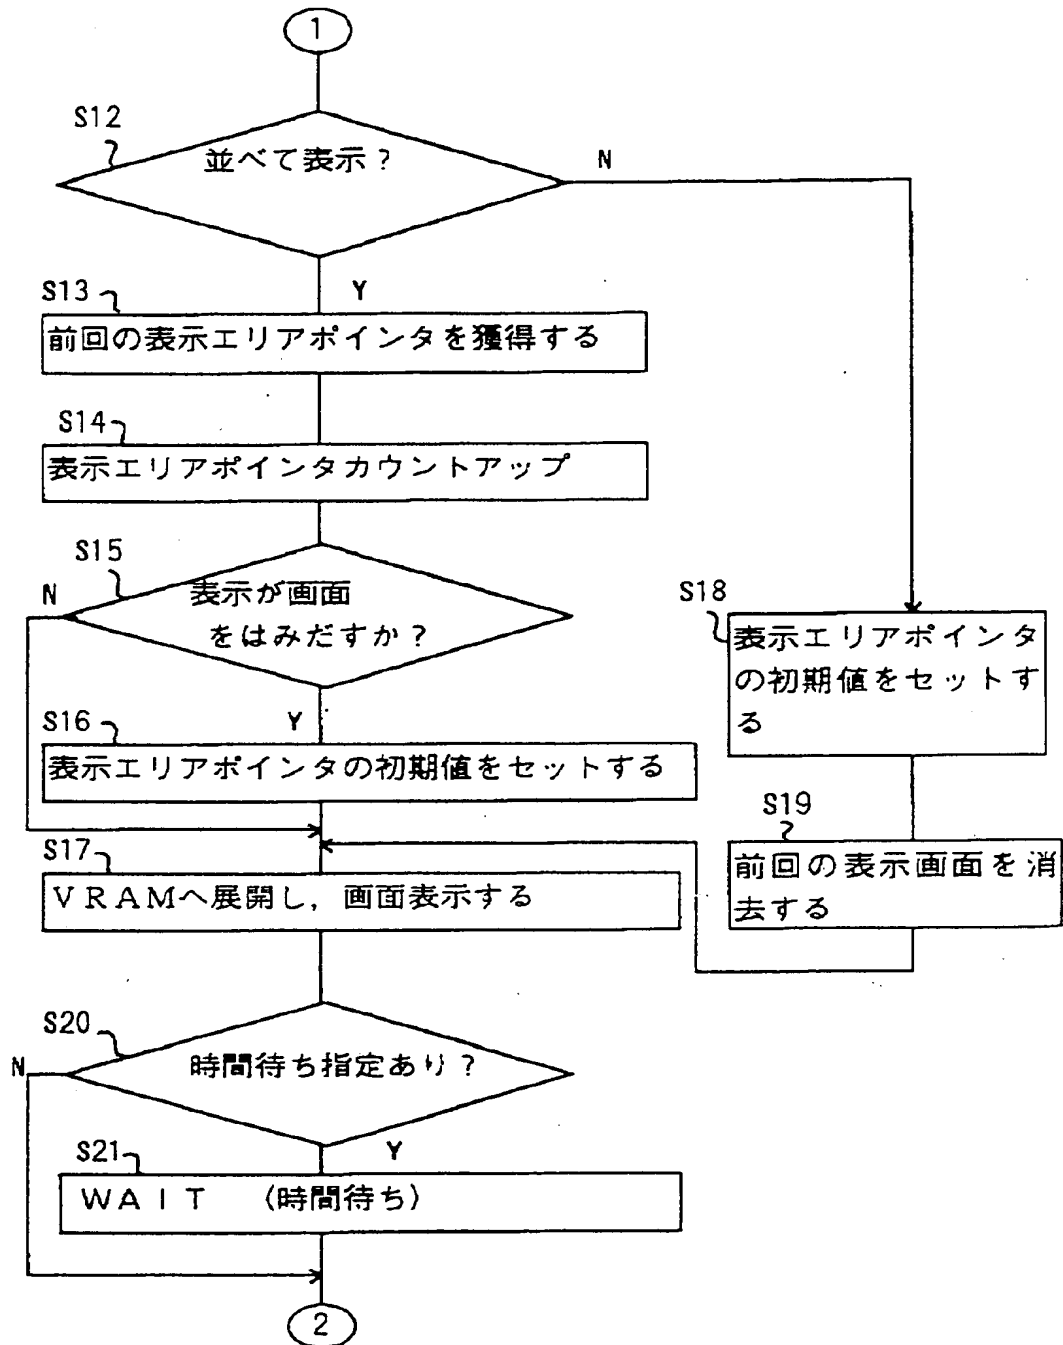 1
S12
並べて表示？
N
Y
S13
前回の表示エリアポインタを獲得する
S14
表示エリアポインタカウントアップ
S15
N
表示が画面
をはみだすか？
Y
S16
表示エリアポインタの初期値をセットする
S17
ＶＲＡＭへ展開し，画面表示する
S18
表示エリアポインタ
の初期値をセットす
る
S19
前回の表示画面を消
去する
S20
N
時間待ち指定あり？
Y
S21
ＷＡＩＴ　（時間待ち）
2